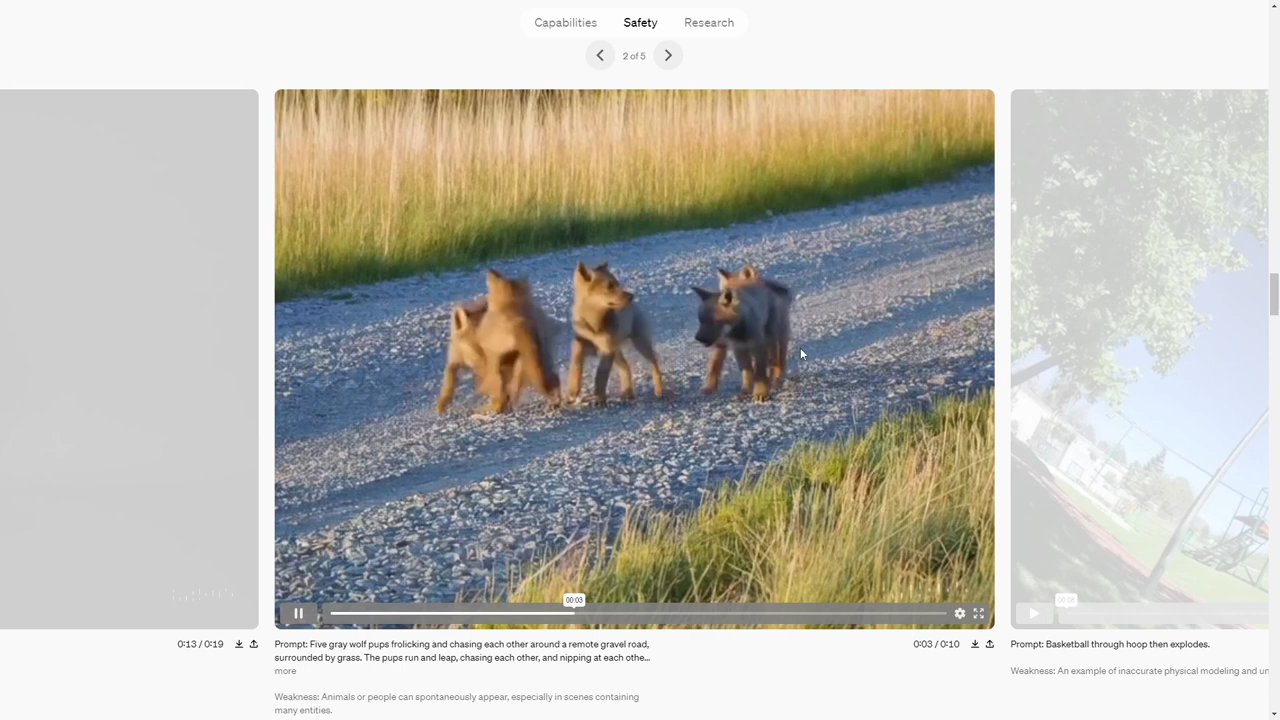 Capabilities
Safety
Research
2 of 5
00:03
00:08
0:13 / 0:19
Prompt: Five gray wolf pups frolicking and chasing each other around a remote gravel road,
surrounded by grass. The pups run and leap, chasing each other, and nipping at each othe...
more
Weakness: Animals or people can spontaneously appear, especially in scenes containing
many entities.
0:03 / 0:10
Prompt: Basketball through hoop then explodes.
Weakness: An example of inaccurate physical modeling and un